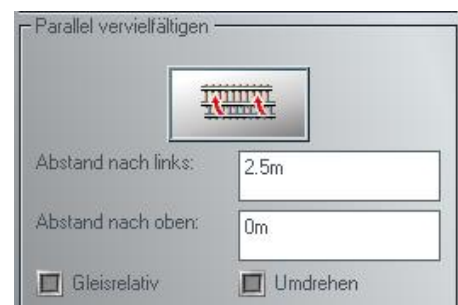 Parallel vervielfältigen
Abstand nach links: 2.5m
Abstand nach oben: 0m
Gleisrelativ Umdrehen